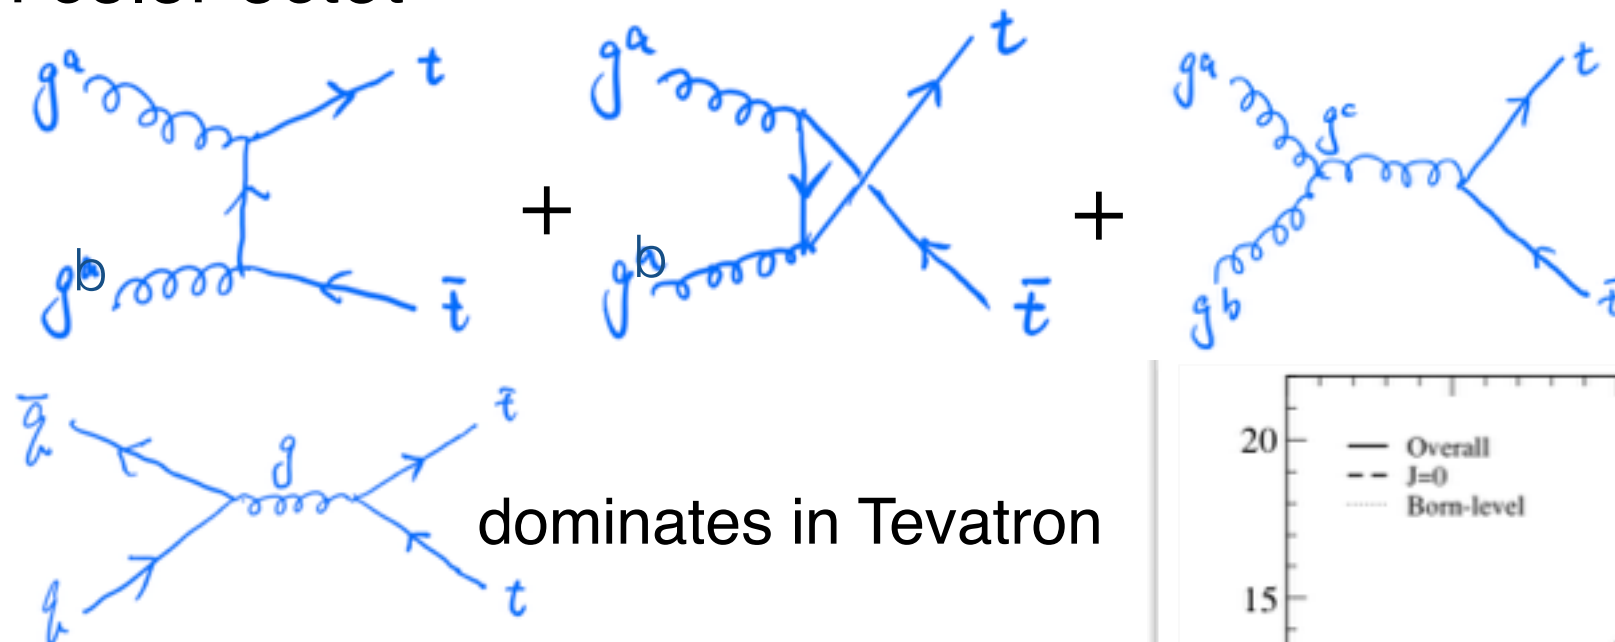 g^a t
g^b t̄
+
g^a t
g^b t̄
+
g^a g^c t
g^b t̄
q̄ g t̄
q t
dominates in Tevatron
20
Overall
J=0
Born-level
15